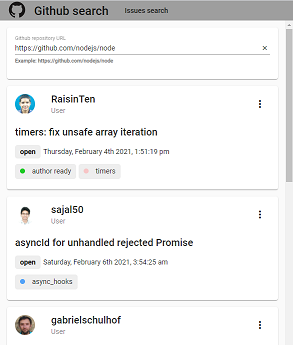 Github search Issues search
Github repository URL
https://github.com/nodejs/node ×
Example: https://github.com/nodejs/node
RaisinTen
User
timers: fix unsafe array iteration
open Thursday, February 4th 2021, 1:51:19 pm
author ready timers
sajal50
User
asyncId for unhandled rejected Promise
open Saturday, February 6th 2021, 3:54:25 am
async_hooks
gabrielschulhof
User